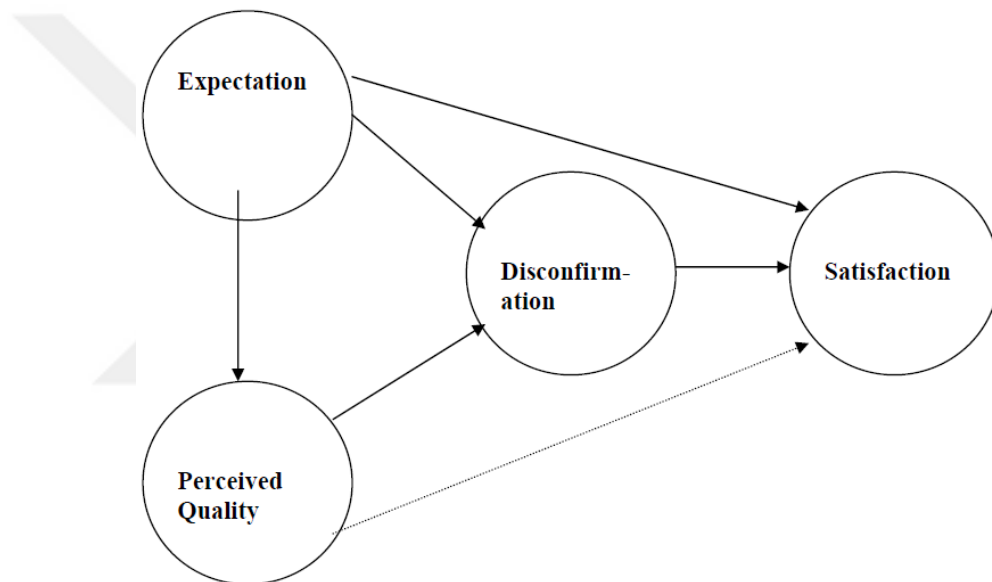 Expectation
Disconfirm-
ation
Satisfaction
Perceived
Quality